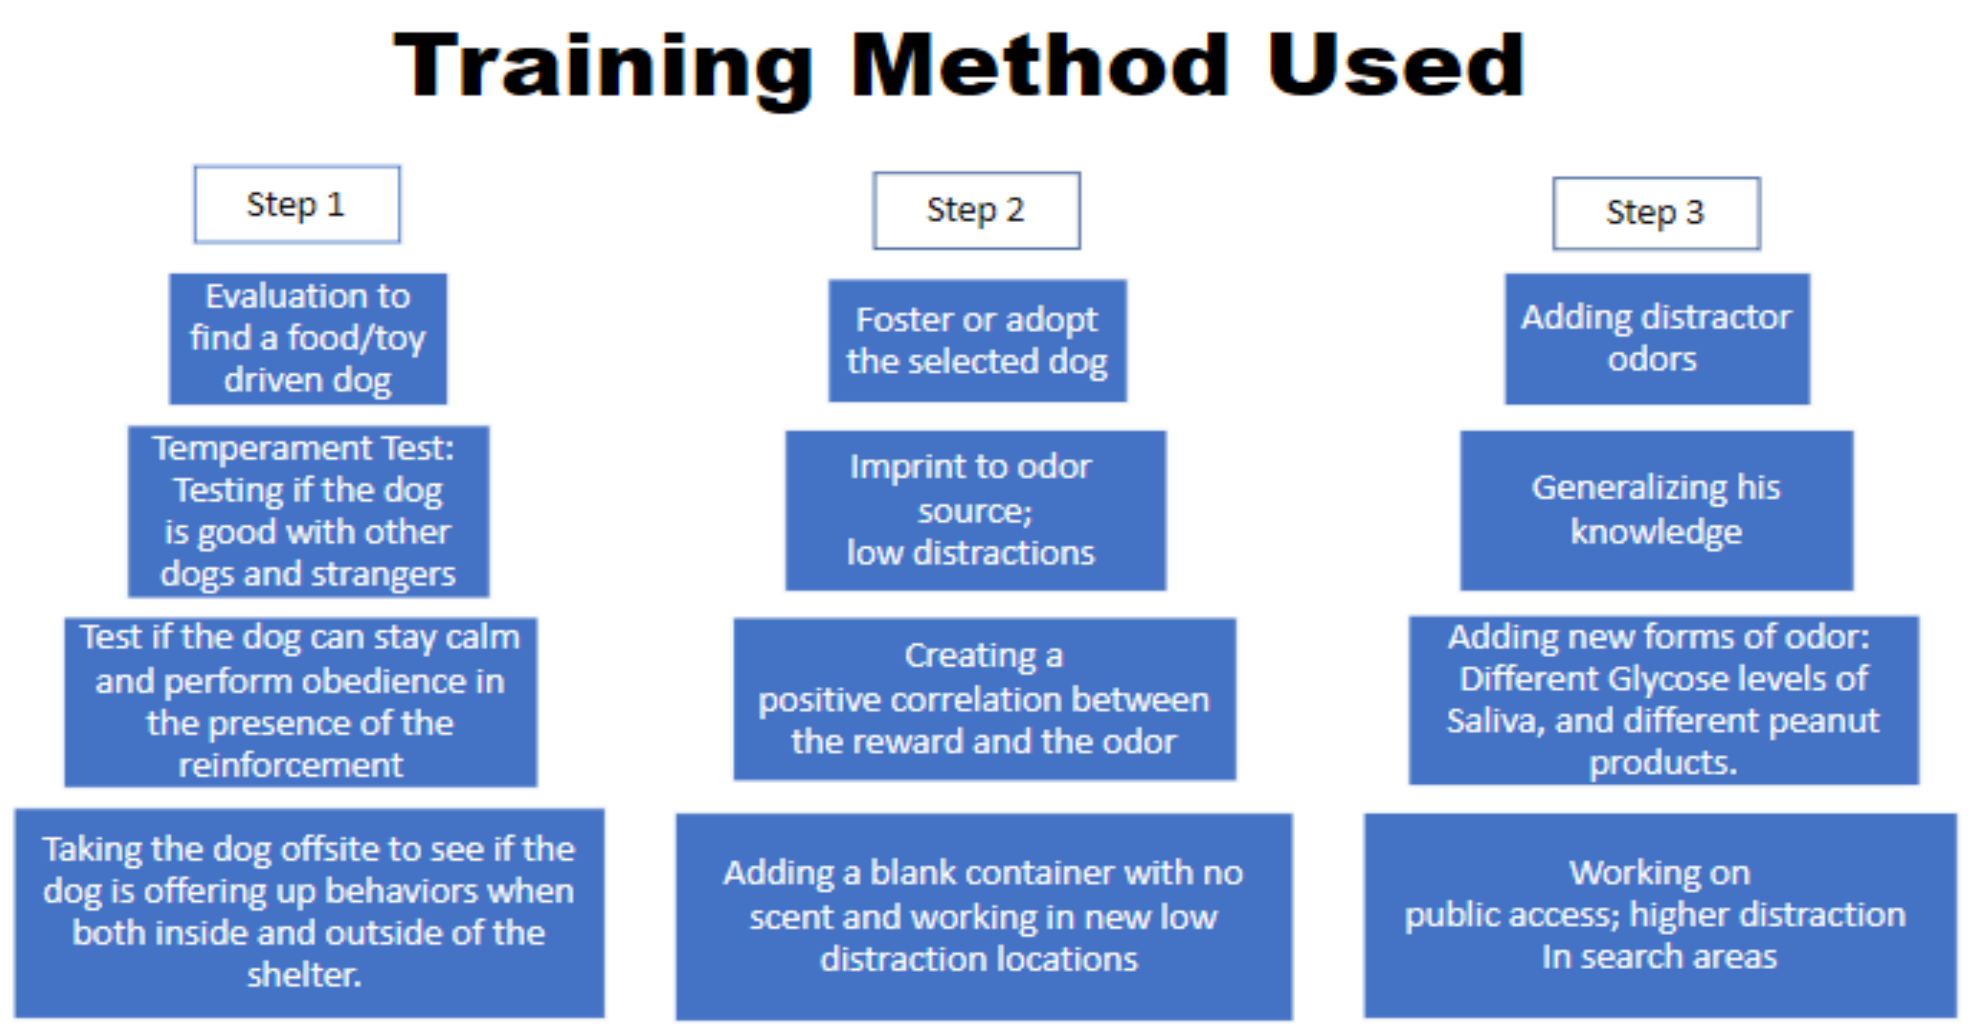 Training Method Used
Step 1
Evaluation to
find a food/toy
driven dog
Temperament Test:
Testing if the dog
is good with other
dogs and strangers
Test if the dog can stay calm
and perform obedience in
the presence of the
reinforcement
Taking the dog offsite to see if the
dog is offering up behaviors when
both inside and outside of the
shelter.
Step 2
Foster or adopt
the selected dog
Imprint to odor
source;
low distractions
Creating a
positive correlation between
the reward and the odor
Adding a blank container with no
scent and working in new low
distraction locations
Step 3
Adding distractor
odors
Generalizing his
knowledge
Adding new forms of odor:
Different Glycose levels of
Saliva, and different peanut
products.
Working on
public access; higher distraction
In search areas